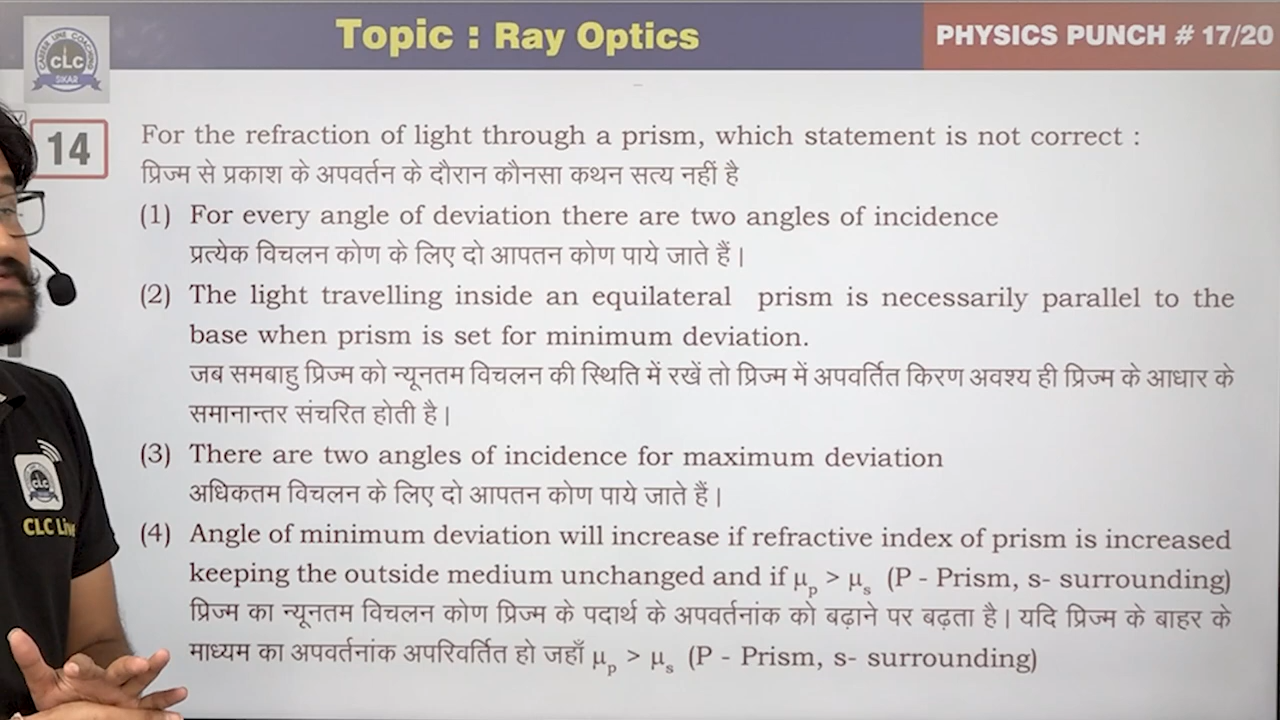 Topic : Ray Optics
PHYSICS PUNCH # 17/20
CAREER LINE COACHING
CLC
SIKAR
14
For the refraction of light through a prism, which statement is not correct :
प्रिज्म से प्रकाश के अपवर्तन के दौरान कौनसा कथन सत्य नहीं है
(1) For every angle of deviation there are two angles of incidence
प्रत्येक विचलन कोण के लिए दो आपतन कोण पाये जाते हैं।
(2) The light travelling inside an equilateral prism is necessarily parallel to the
base when prism is set for minimum deviation.
जब समबाहु प्रिज्म को न्यूनतम विचलन की स्थिति में रखें तो प्रिज्म में अपवर्तित किरण अवश्य ही प्रिज्म के आधार के
समानान्तर संचरित होती है।
(3) There are two angles of incidence for maximum deviation
अधिकतम विचलन के लिए दो आपतन कोण पाये जाते हैं।
(4) Angle of minimum deviation will increase if refractive index of prism is increased
keeping the outside medium unchanged and if μp > μs (P - Prism, s- surrounding)
प्रिज्म का न्यूनतम विचलन कोण प्रिज्म के पदार्थ के अपवर्तनांक को बढ़ाने पर बढ़ता है। यदि प्रिज्म के बाहर के
माध्यम का अपवर्तनांक अपरिवर्तित हो जहाँ μp > μs (P - Prism, s- surrounding)
CLC
CLC Live